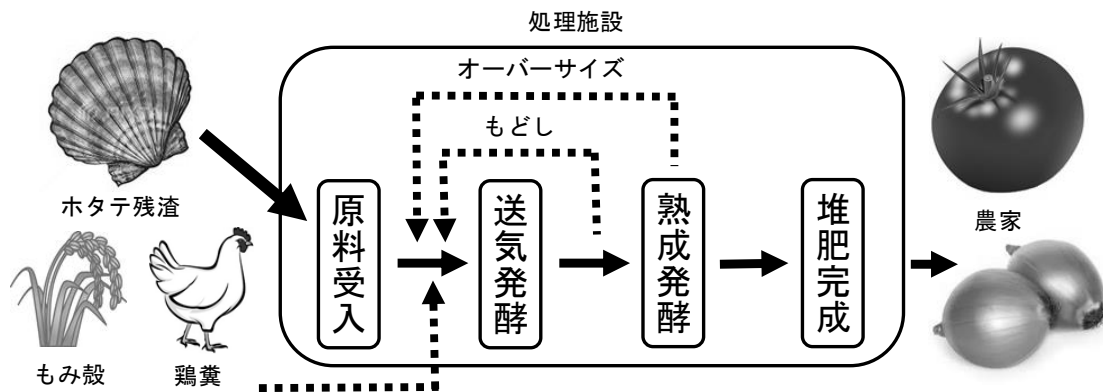 処理施設
オーバーサイズ
もどし
ホタテ残渣
もみ殻
鶏糞
原料受入
送気発酵
熟成発酵
堆肥完成
農家